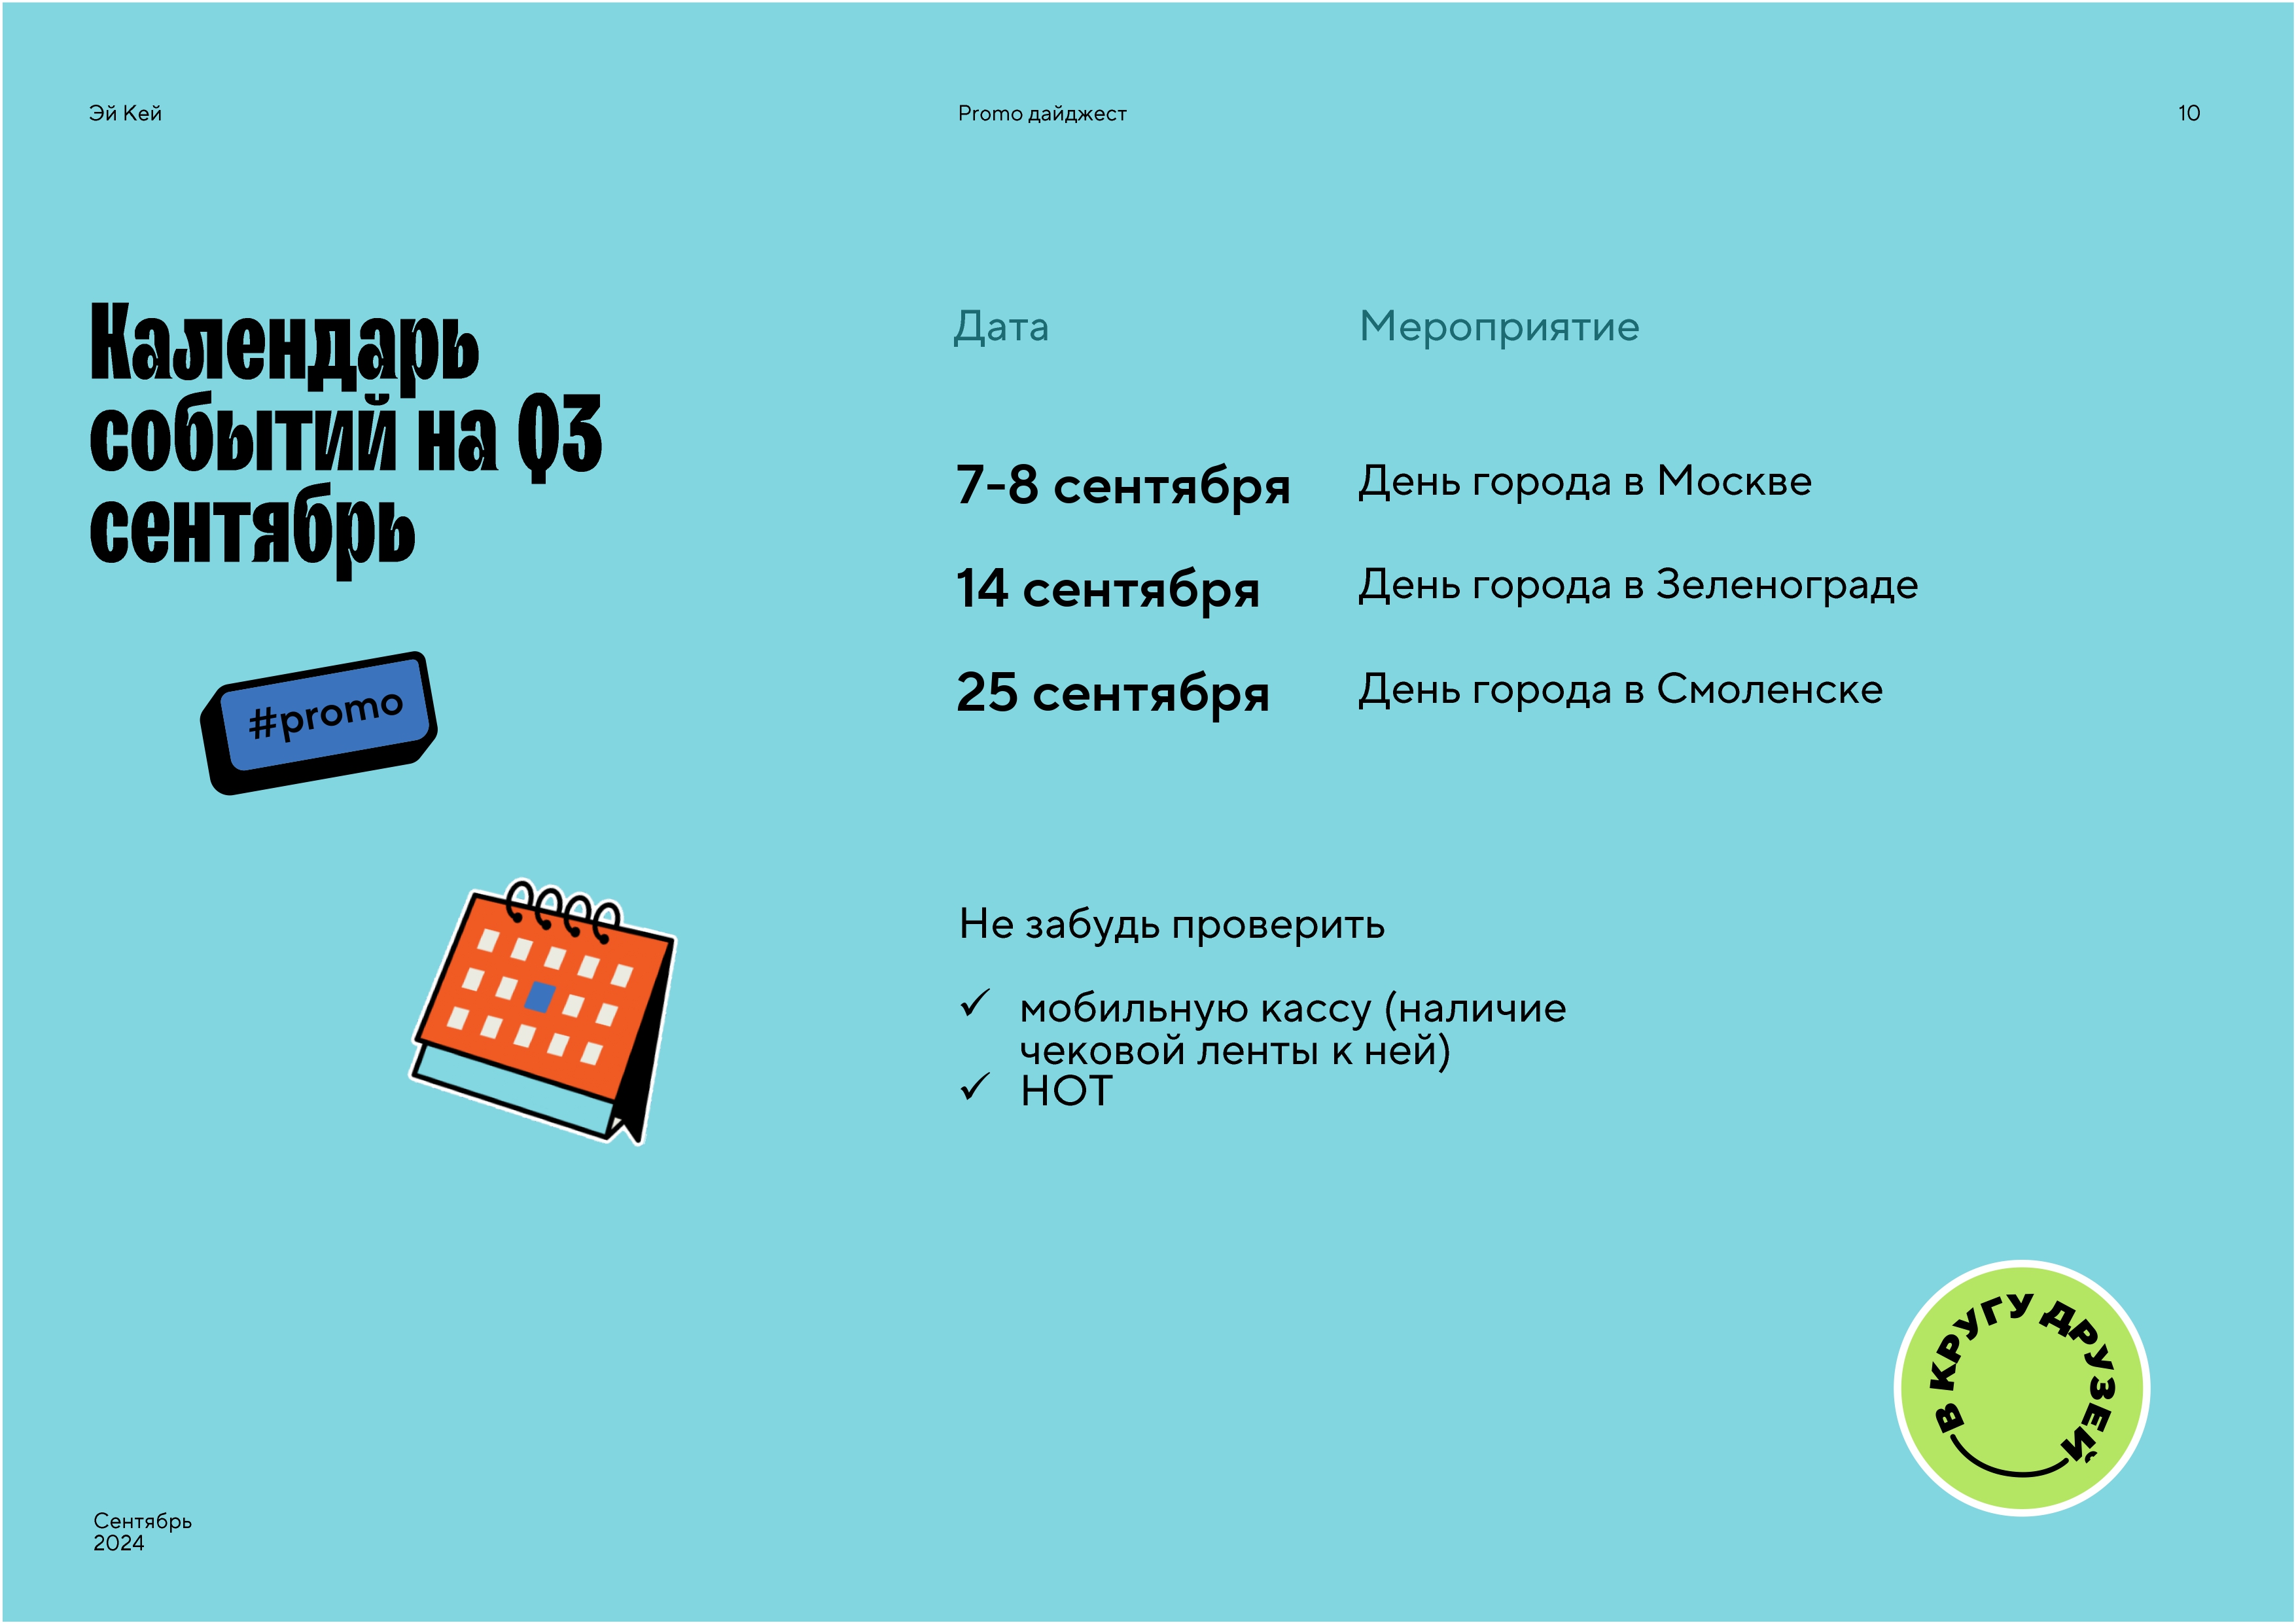 Эй Кей
Promo дайджест
10
Календарь
событий на Q3
сентябрь
#promo
Дата Мероприятие
7-8 сентября День города в Москве
14 сентября День города в Зеленограде
25 сентября День города в Смоленске
Не забудь проверить
✓ мобильную кассу (наличие
чековой ленты к ней)
✓ НОТ
В КРУГУ ДРУЗЕЙ
Сентябрь
2024